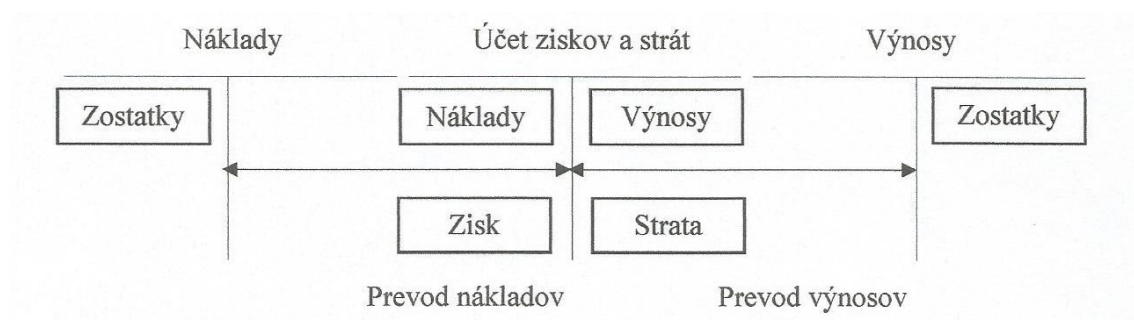 Náklady Účet ziskov a strát Výnosy
Zostatky Náklady Výnosy Zostatky
Zisk Strata
Prevod nákladov Prevod výnosov